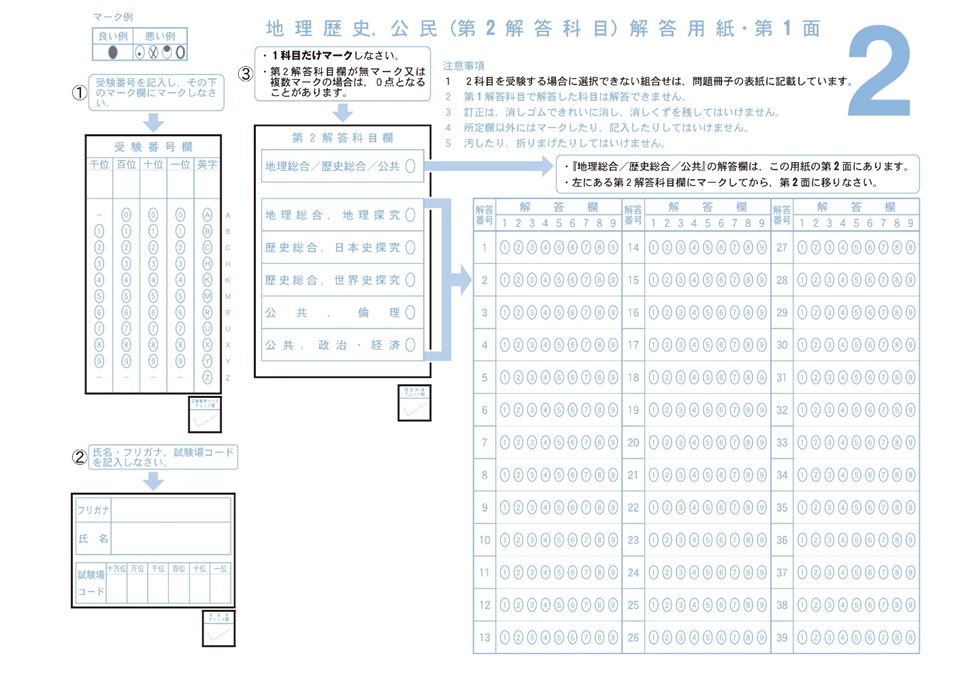 マーク例
良い例 悪い例
地理歴史，公民（第2解答科目）解答用紙・第1面
2
① 受験番号を記入し，その下
のマーク欄にマークしなさ
い。
③ ・１科目だけマークしなさい。
・第２解答科目欄が無マーク又は
複数マークの場合は，０点となる
ことがあります。
注意事項
1 ２科目を受験する場合に選択できない組合せは，問題冊子の表紙に記載しています。
2 第１解答科目で解答した科目は解答できません。
3 訂正は，消しゴムできれいに消し，消しくずを残してはいけません。
4 所定欄以外にはマークしたり，記入したりしてはいけません。
5 汚したり，折りまげたりしてはいけません。
・『地理総合／歴史総合／公共』の解答欄は，この用紙の第２面にあります。
・左にある第２解答科目欄にマークしてから，第２面に移りなさい。
受験番号欄
千位 百位 十位 一位 英字
－ ⓪ ⓪ ⓪ Ⓐ A
① ① ① ① Ⓑ B
② ② ② ② Ⓒ C
③ ③ ③ ③ Ⓗ H
④ ④ ④ ④ Ⓚ K
⑤ ⑤ ⑤ ⑤ Ⓜ M
⑥ ⑥ ⑥ ⑥ Ⓡ R
⑦ ⑦ ⑦ ⑦ Ⓤ U
⑧ ⑧ ⑧ ⑧ Ⓧ X
⑨ ⑨ ⑨ ⑨ Ⓨ Y
－ － － － Ⓩ Z
第２解答科目欄
地理総合／歴史総合／公共
地理総合，地理探究
歴史総合，日本史探究
歴史総合，世界史探究
公共，倫理
公共，政治・経済
② 氏名・フリガナ，試験場コード
を記入しなさい。
フリガナ
氏名
試験場
コード
十万位 万位 千位 百位 十位 一位
解答
番号 解答欄 解答
番号 解答欄 解答
番号 解答欄
1 2 3 4 5 6 7 8 9 1 2 3 4 5 6 7 8 9 1 2 3 4 5 6 7 8 9
1 ①②③④⑤⑥⑦⑧⑨ 14 ①②③④⑤⑥⑦⑧⑨ 27 ①②③④⑤⑥⑦⑧⑨
2 ①②③④⑤⑥⑦⑧⑨ 15 ①②③④⑤⑥⑦⑧⑨ 28 ①②③④⑤⑥⑦⑧⑨
3 ①②③④⑤⑥⑦⑧⑨ 16 ①②③④⑤⑥⑦⑧⑨ 29 ①②③④⑤⑥⑦⑧⑨
4 ①②③④⑤⑥⑦⑧⑨ 17 ①②③④⑤⑥⑦⑧⑨ 30 ①②③④⑤⑥⑦⑧⑨
5 ①②③④⑤⑥⑦⑧⑨ 18 ①②③④⑤⑥⑦⑧⑨ 31 ①②③④⑤⑥⑦⑧⑨
6 ①②③④⑤⑥⑦⑧⑨ 19 ①②③④⑤⑥⑦⑧⑨ 32 ①②③④⑤⑥⑦⑧⑨
7 ①②③④⑤⑥⑦⑧⑨ 20 ①②③④⑤⑥⑦⑧⑨ 33 ①②③④⑤⑥⑦⑧⑨
8 ①②③④⑤⑥⑦⑧⑨ 21 ①②③④⑤⑥⑦⑧⑨ 34 ①②③④⑤⑥⑦⑧⑨
9 ①②③④⑤⑥⑦⑧⑨ 22 ①②③④⑤⑥⑦⑧⑨ 35 ①②③④⑤⑥⑦⑧⑨
10 ①②③④⑤⑥⑦⑧⑨ 23 ①②③④⑤⑥⑦⑧⑨ 36 ①②③④⑤⑥⑦⑧⑨
11 ①②③④⑤⑥⑦⑧⑨ 24 ①②③④⑤⑥⑦⑧⑨ 37 ①②③④⑤⑥⑦⑧⑨
12 ①②③④⑤⑥⑦⑧⑨ 25 ①②③④⑤⑥⑦⑧⑨ 38 ①②③④⑤⑥⑦⑧⑨
13 ①②③④⑤⑥⑦⑧⑨ 26 ①②③④⑤⑥⑦⑧⑨ 39 ①②③④⑤⑥⑦⑧⑨